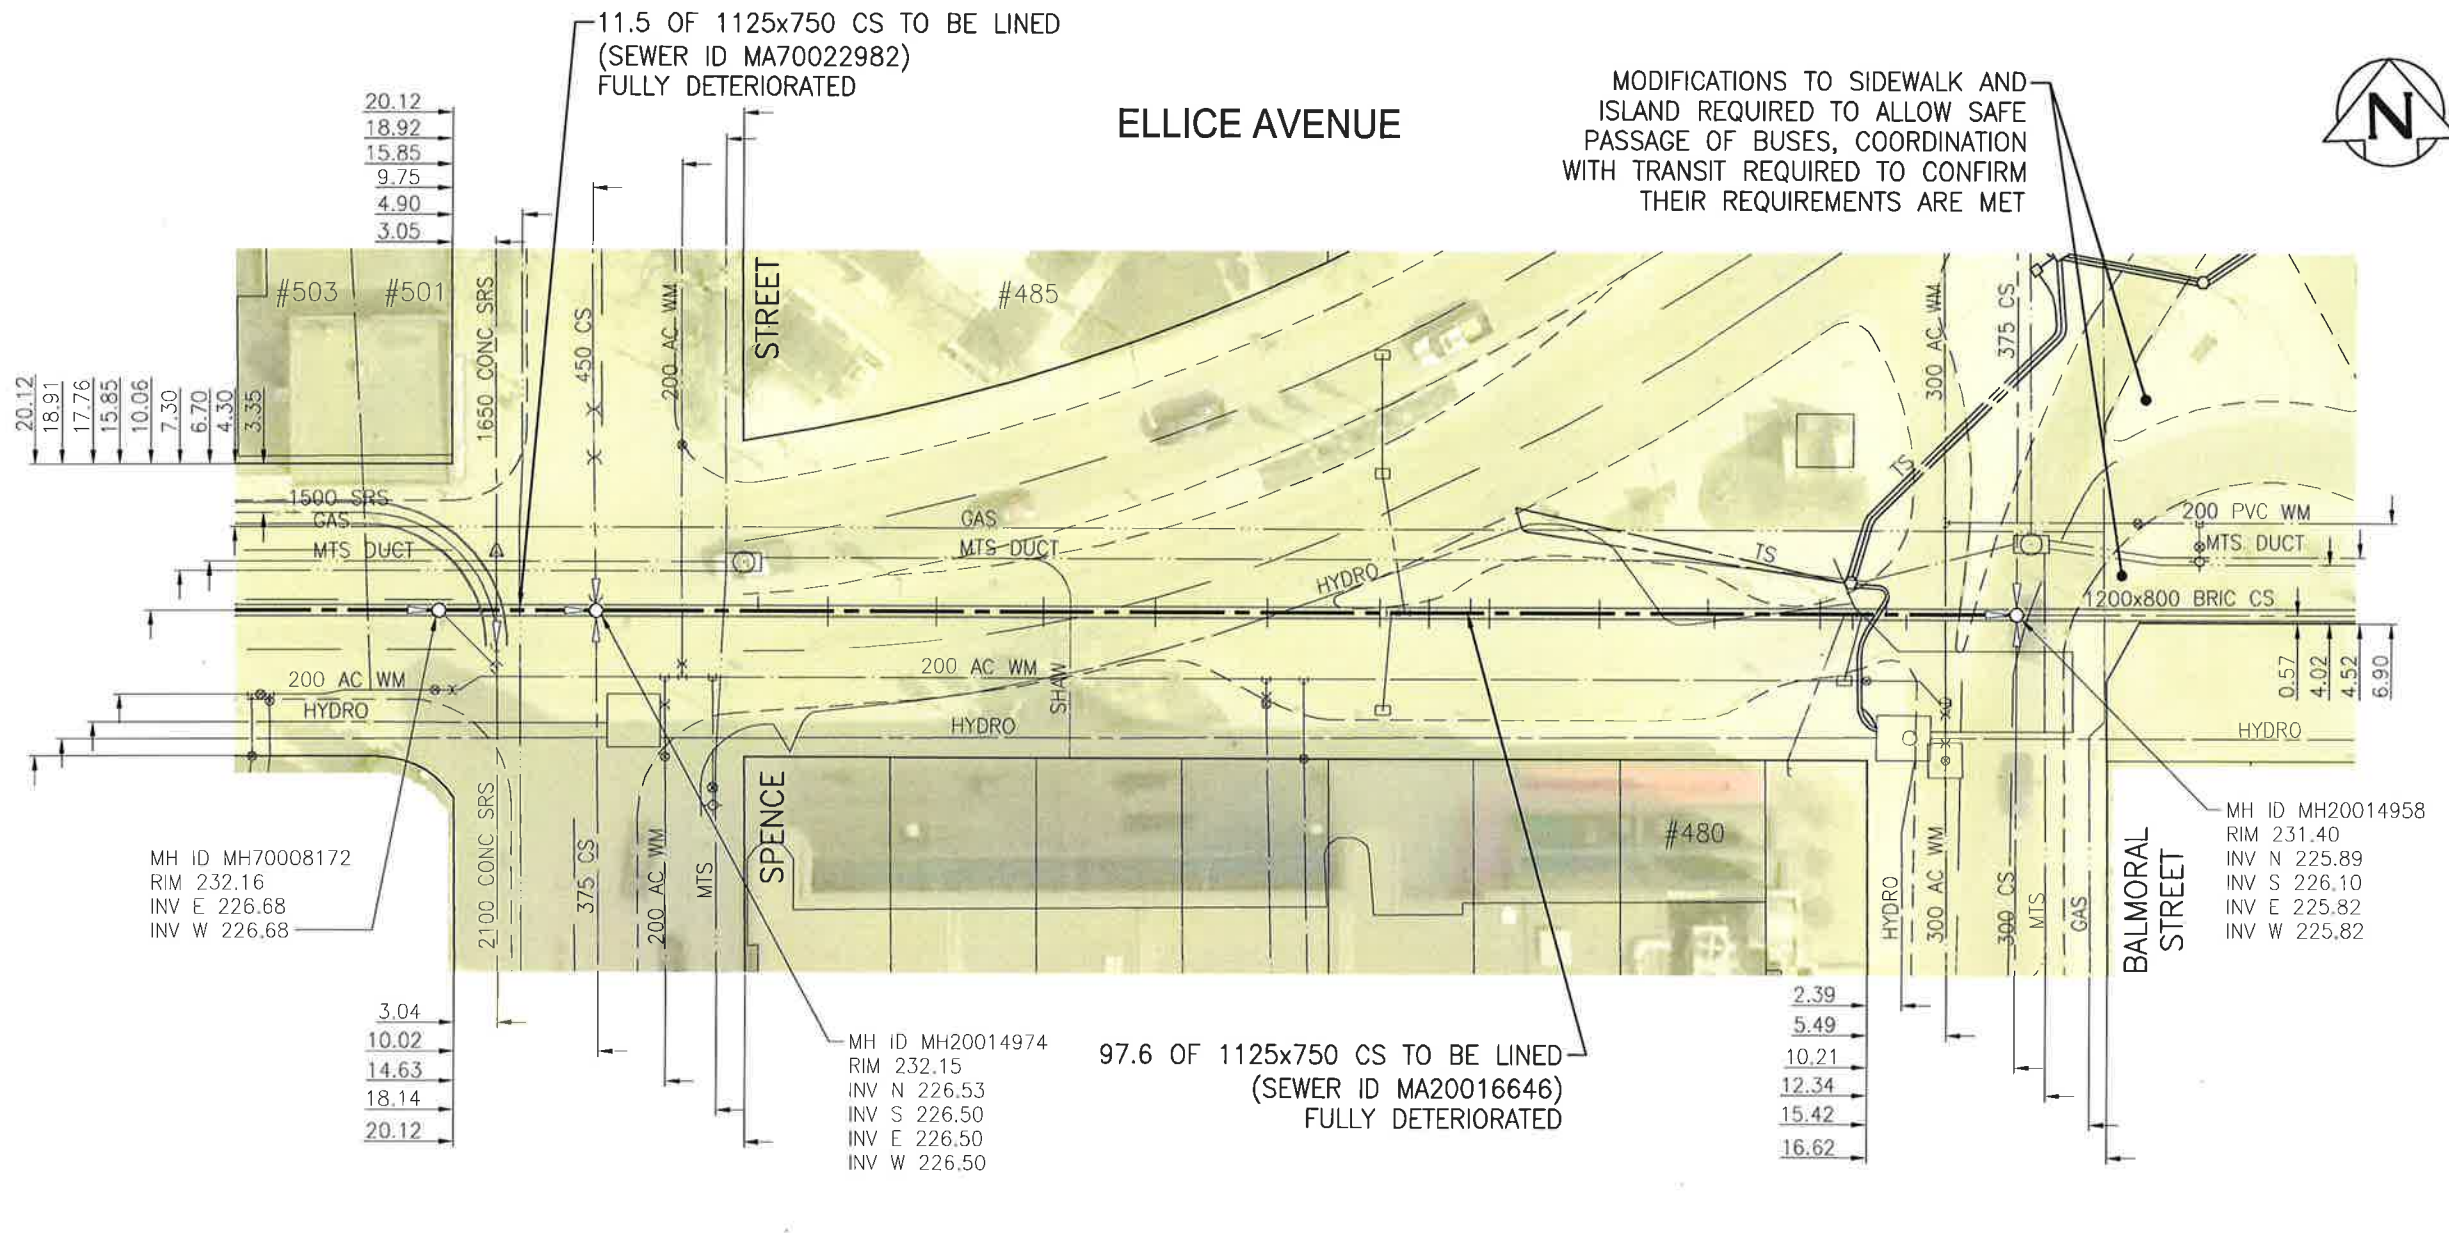 11.5 OF 1125x750 CS TO BE LINED
(SEWER ID MA70022982)
FULLY DETERIORATED
ELLICE AVENUE
MODIFICATIONS TO SIDEWALK AND
ISLAND REQUIRED TO ALLOW SAFE
PASSAGE OF BUSES, COORDINATION
WITH TRANSIT REQUIRED TO CONFIRM
THEIR REQUIREMENTS ARE MET
N
20.12
18.92
15.85
9.75
4.90
3.05
#503
#501
#485
STREET
1650 CONC SRS
450 CS
200 AC WM
300 AC WM
375 CS
20.12
18.91
17.76
15.85
10.06
7.30
6.70
4.30
3.35
1500 SRS
GAS
MTS DUCT
GAS
MTS DUCT
HYDRO
TS
TS
200 PVC WM
MTS DUCT
1200x800 BRIC CS
0.57
4.02
4.52
6.90
200 AC WM
HYDRO
200 AC WM
SHAW
HYDRO
HYDRO
2100 CONC SRS
375 CS
200 AC WM
MTS
SPENCE
#480
HYDRO
300 AC WM
300 CS
MTS
GAS
BALMORAL
STREET
MH ID MH70008172
RIM 232.16
INV E 226.68
INV W 226.68
MH ID MH20014958
RIM 231.40
INV N 225.89
INV S 226.10
INV E 225.82
INV W 225.82
3.04
10.02
14.63
18.14
20.12
MH ID MH20014974
RIM 232.15
INV N 226.53
INV S 226.50
INV E 226.50
INV W 226.50
97.6 OF 1125x750 CS TO BE LINED
(SEWER ID MA20016646)
FULLY DETERIORATED
2.39
5.49
10.21
12.34
15.42
16.62